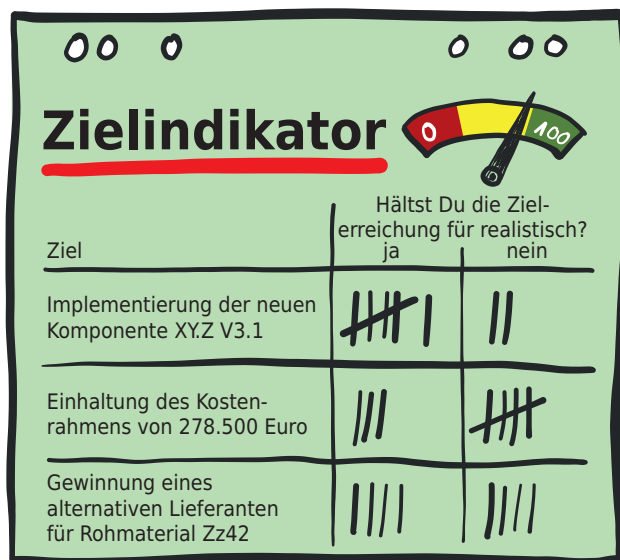 Zielindikator
0
100
Hältst Du die Ziel-
erreichung für realistisch?
Ziel
ja
nein
Implementierung der neuen
Komponente XY.Z V3.1
Einhaltung des Kosten-
rahmens von 278.500 Euro
Gewinnung eines
alternativen Lieferanten
für Rohmaterial Zz42